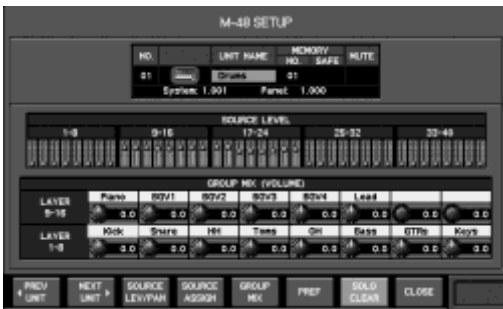 M-48 SETUP
NO. UNIT NAME MEMORY NO. SAFE MUTE
01 Drums 01
System: 1.001 Panel: 1.000
SOURCE LEVEL
1-8 9-16 17-24 25-32 33-40
GROUP MIX (VOLUME)
LAYER 9-16 Piano BGV1 BGV2 BGV3 BGV4 Lead
0.0 0.0 0.0 0.0 0.0 0.0 0.0 0.0
LAYER 1-8 Kick Snare HH Toms OH Bass GTRs Keys
0.0 0.0 0.0 0.0 0.0 0.0 0.0 0.0
PREV UNIT NEXT UNIT SOURCE LEV/PAN SOURCE ASSIGN GROUP MIX PREF SOLO CLEAR CLOSE